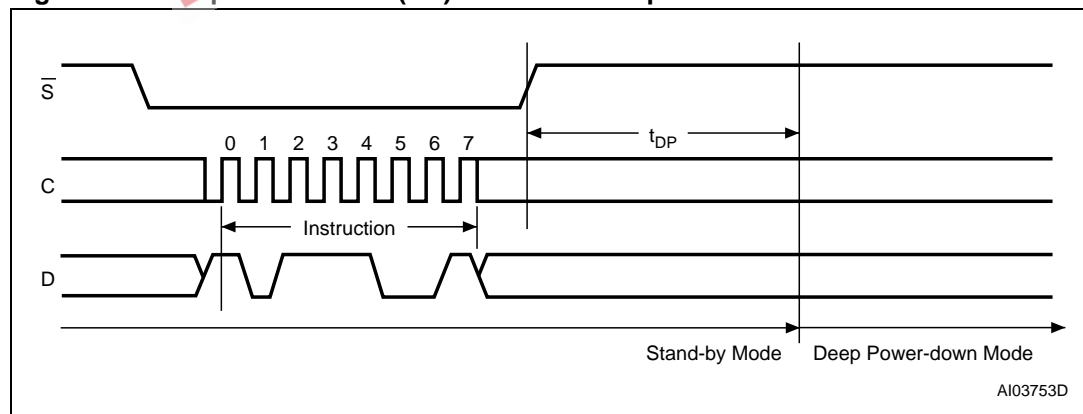 S̅
0 1 2 3 4 5 6 7
tDP
C
Instruction
D
Stand-by Mode Deep Power-down Mode
AI03753D